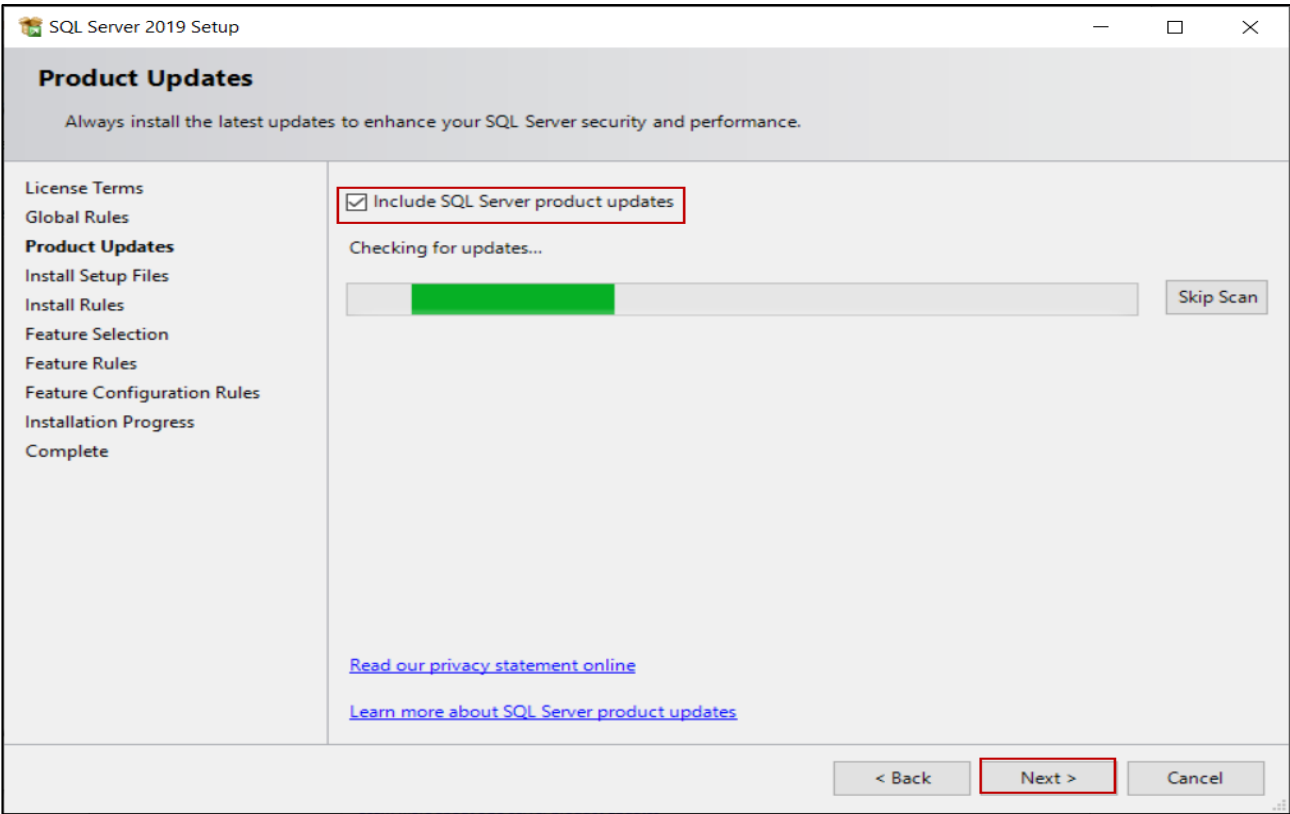 SQL Server 2019 Setup
Product Updates
Always install the latest updates to enhance your SQL Server security and performance.
License Terms
Global Rules
Product Updates
Install Setup Files
Install Rules
Feature Selection
Feature Rules
Feature Configuration Rules
Installation Progress
Complete
Include SQL Server product updates
Checking for updates...
Skip Scan
Read our privacy statement online
Learn more about SQL Server product updates
< Back
Next >
Cancel